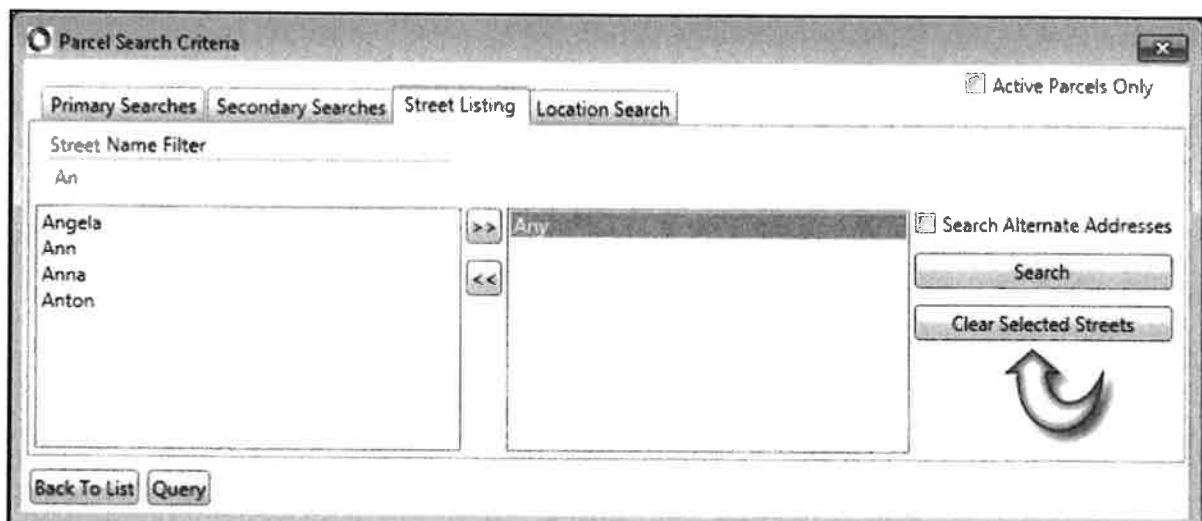 Parcel Search Criteria
Active Parcels Only
Primary Searches Secondary Searches Street Listing Location Search
Street Name Filter
An
Angela
Ann
Anna
Anton
>>
<<
Any
Search Alternate Addresses
Search
Clear Selected Streets
Back To List Query